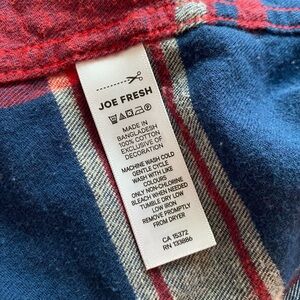 JOE FRESH
MADE IN
BANGLADESH
100% COTTON
EXCLUSIVE OF
DECORATION
MACHINE WASH COLD
GENTLE CYCLE
WASH WITH LIKE
COLOURS
ONLY NON-CHLORINE
BLEACH WHEN NEEDED
TUMBLE DRY LOW
LOW IRON
REMOVE PROMPTLY
FROM DRYER
CA 15372
RN 133886